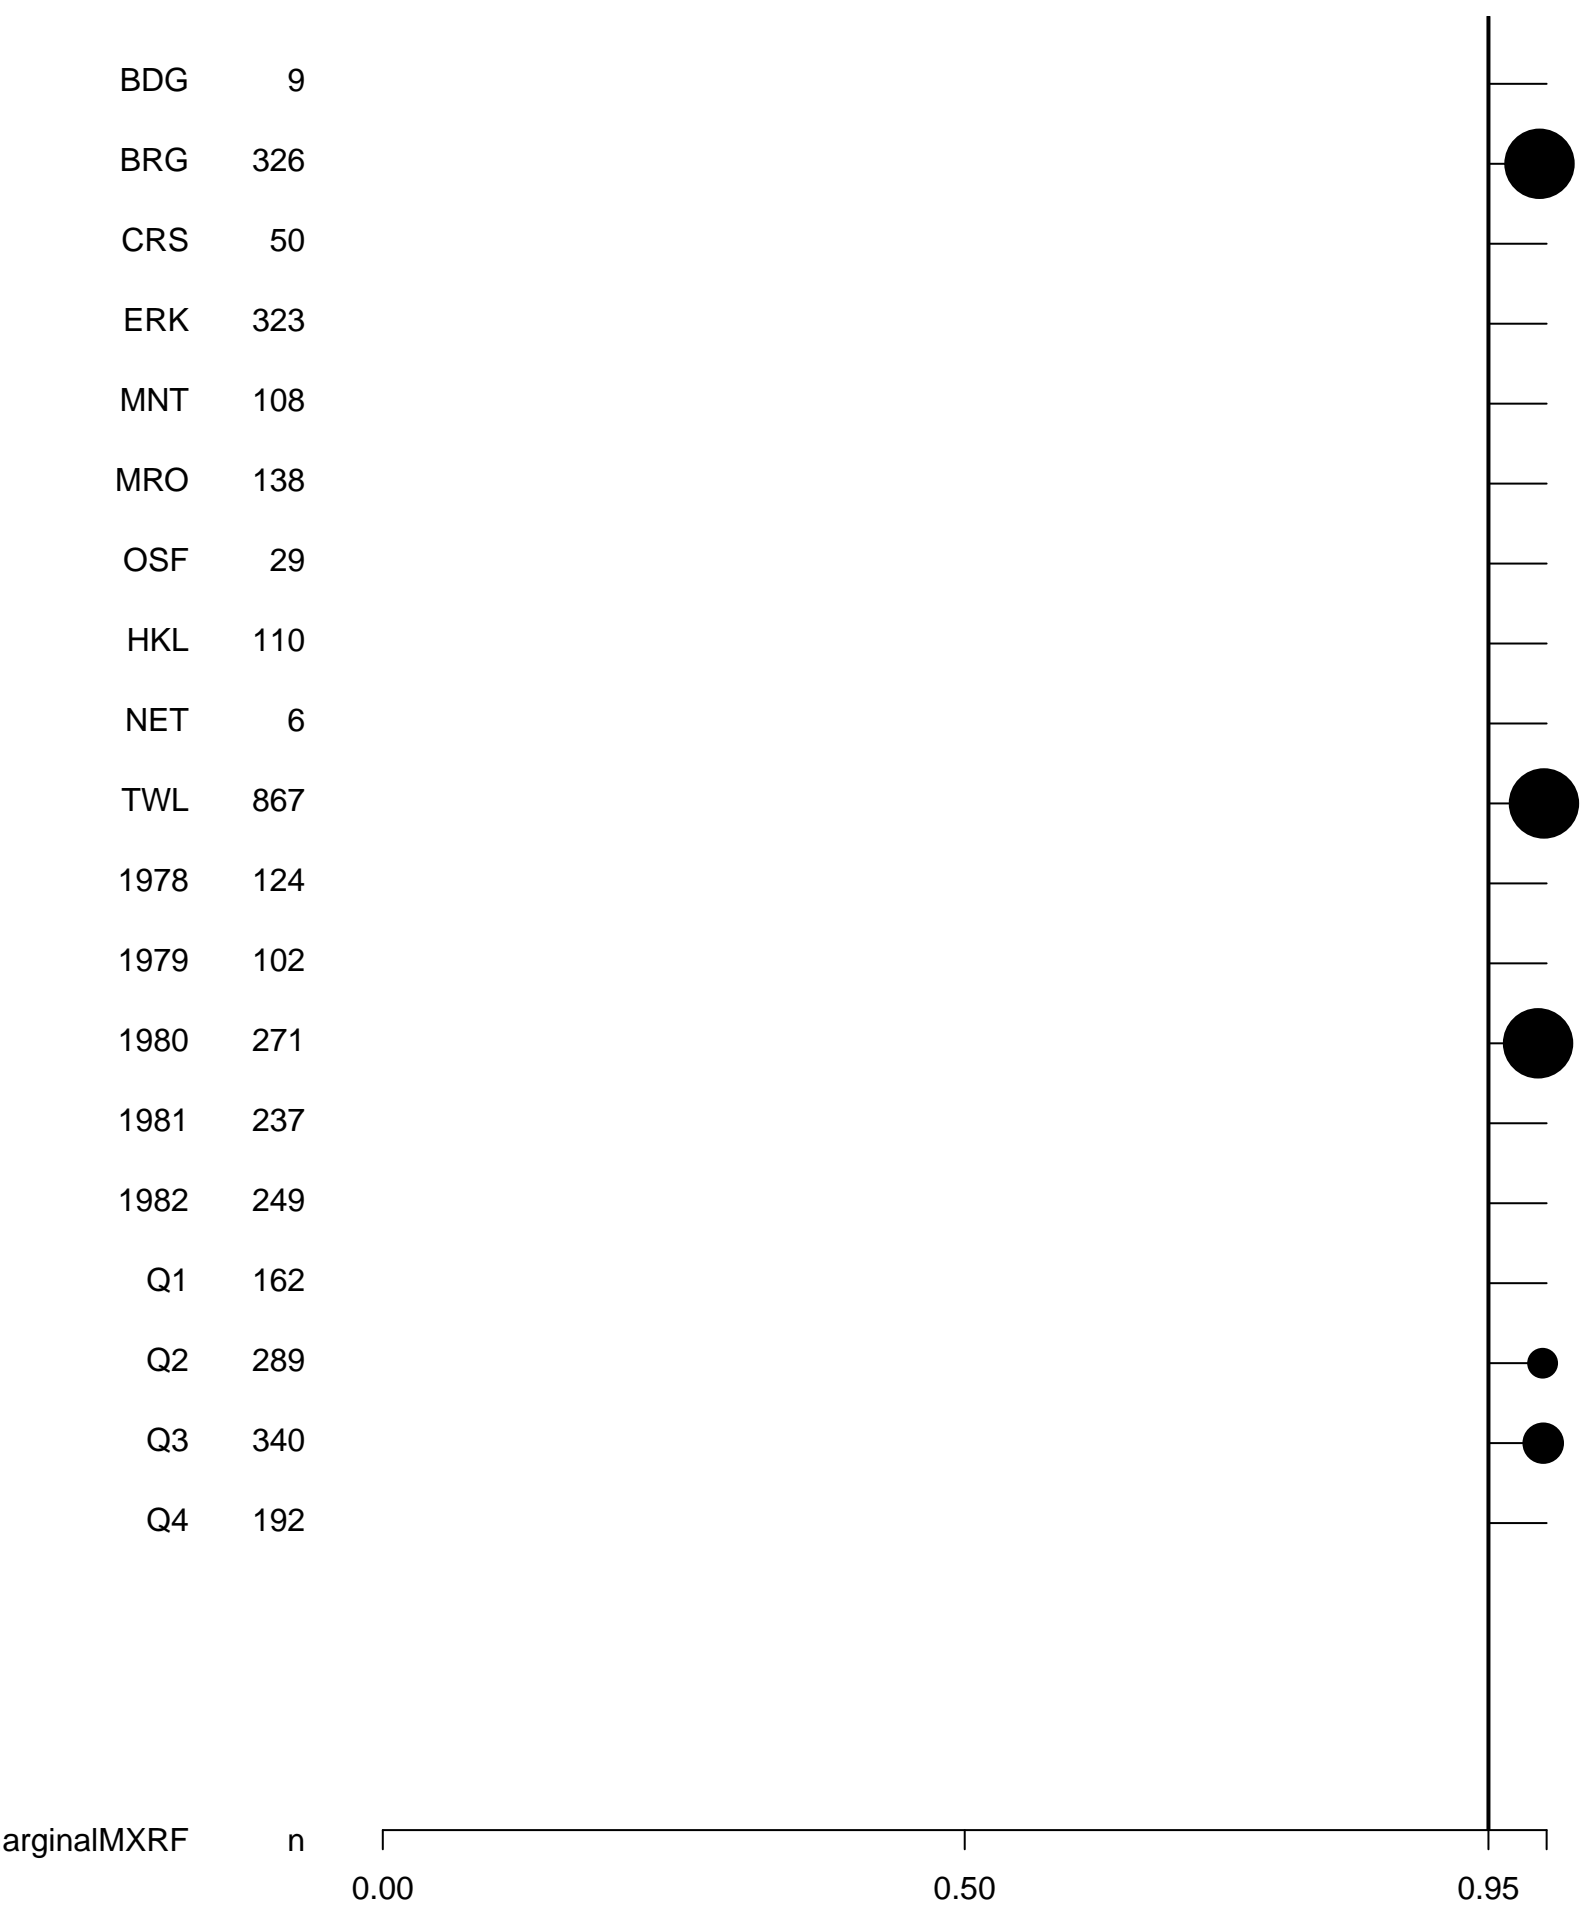 BDG 9
BRG 326
CRS 50
ERK 323
MNT 108
MRO 138
OSF 29
HKL 110
NET 6
TWL 867
1978 124
1979 102
1980 271
1981 237
1982 249
Q1 162
Q2 289
Q3 340
Q4 192
arginalMXRF n
0.00 0.50 0.95